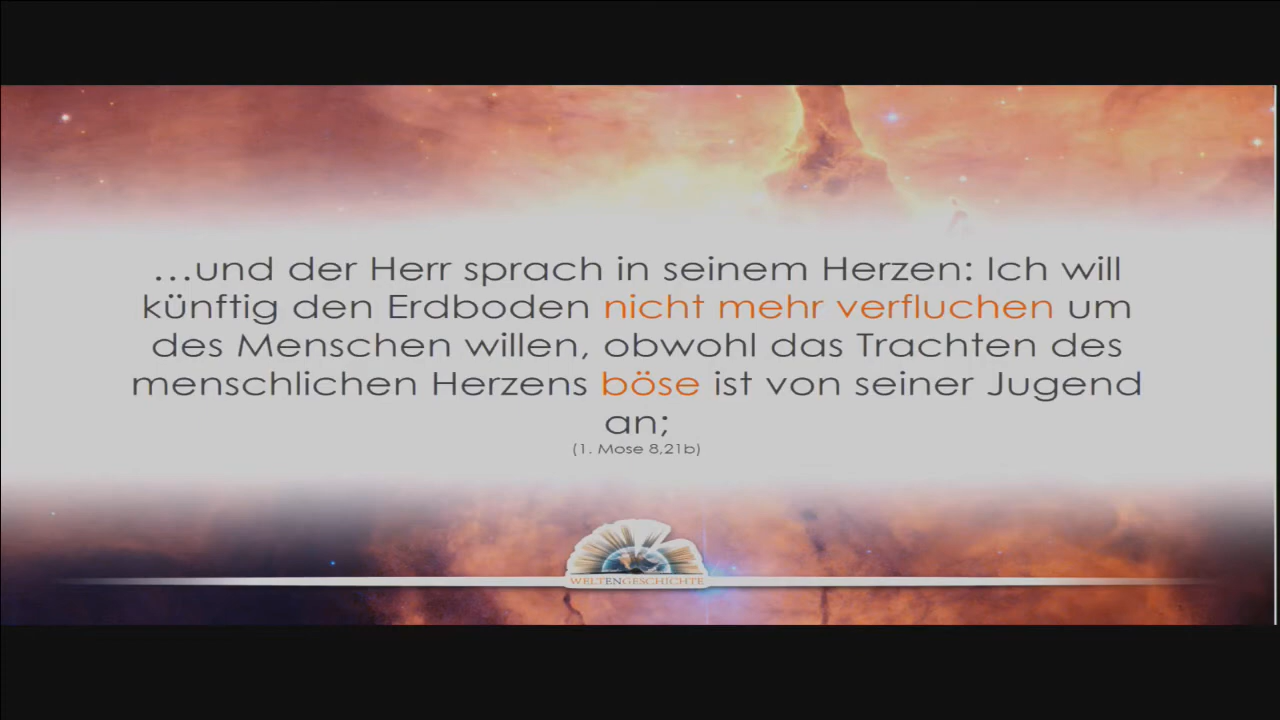 ...und der Herr sprach in seinem Herzen: Ich will
künftig den Erdboden nicht mehr verfluchen um
des Menschen willen, obwohl das Trachten des
menschlichen Herzens böse ist von seiner Jugend
an;
(1. Mose 8,21b)
WELTENGESCHICHTE